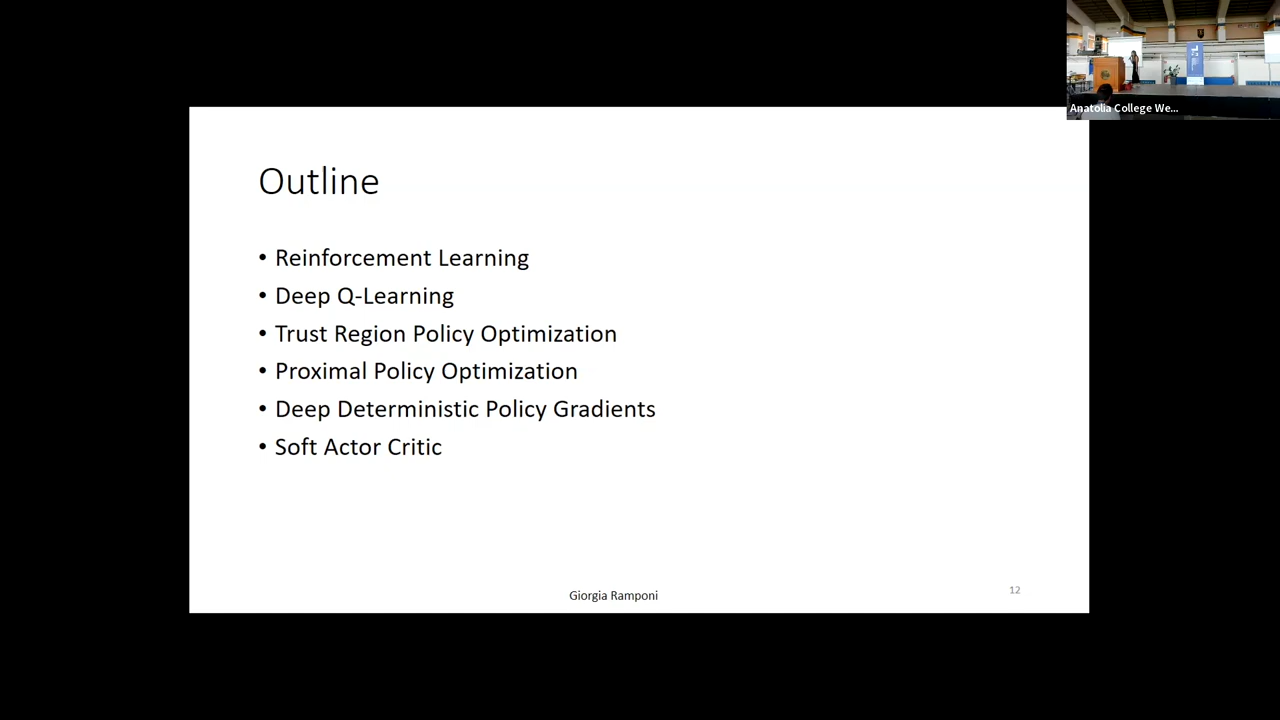 Anatolia College We...
Outline
• Reinforcement Learning
• Deep Q-Learning
• Trust Region Policy Optimization
• Proximal Policy Optimization
• Deep Deterministic Policy Gradients
• Soft Actor Critic
Giorgia Ramponi
12